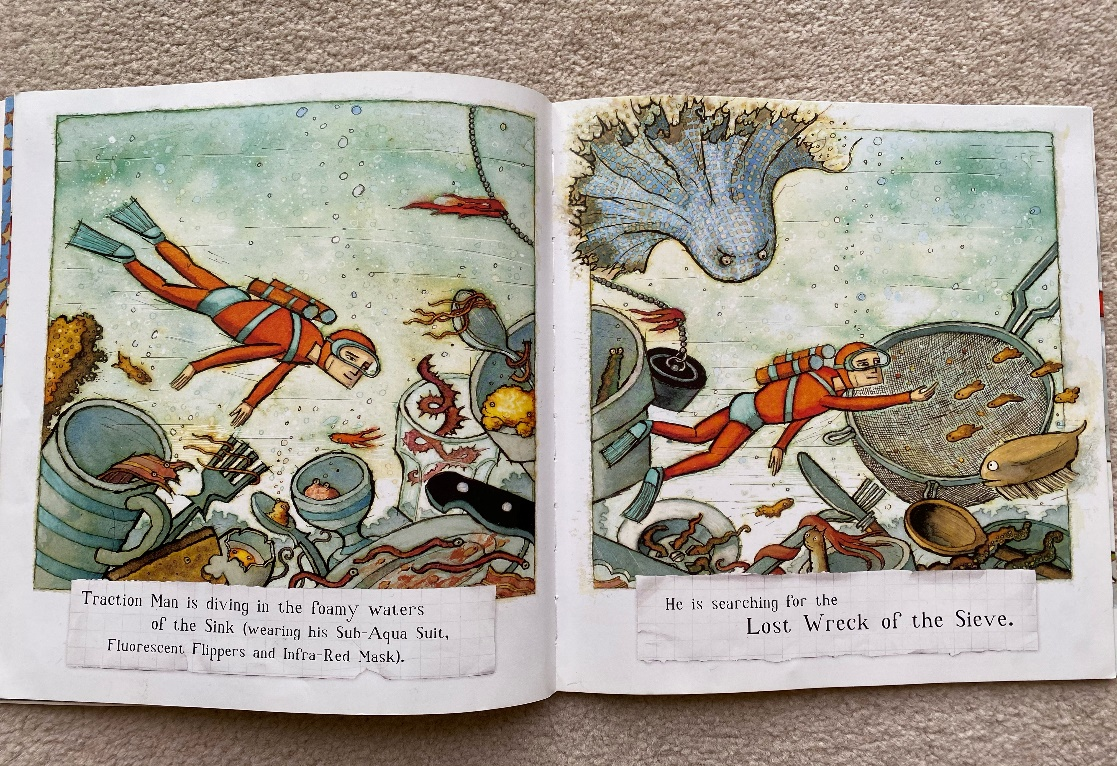 Traction Man is diving in the foamy waters
of the Sink (wearing his Sub-Aqua Suit,
Fluorescent Flippers and Infra-Red Mask).
He is searching for the
Lost Wreck of the Sieve.